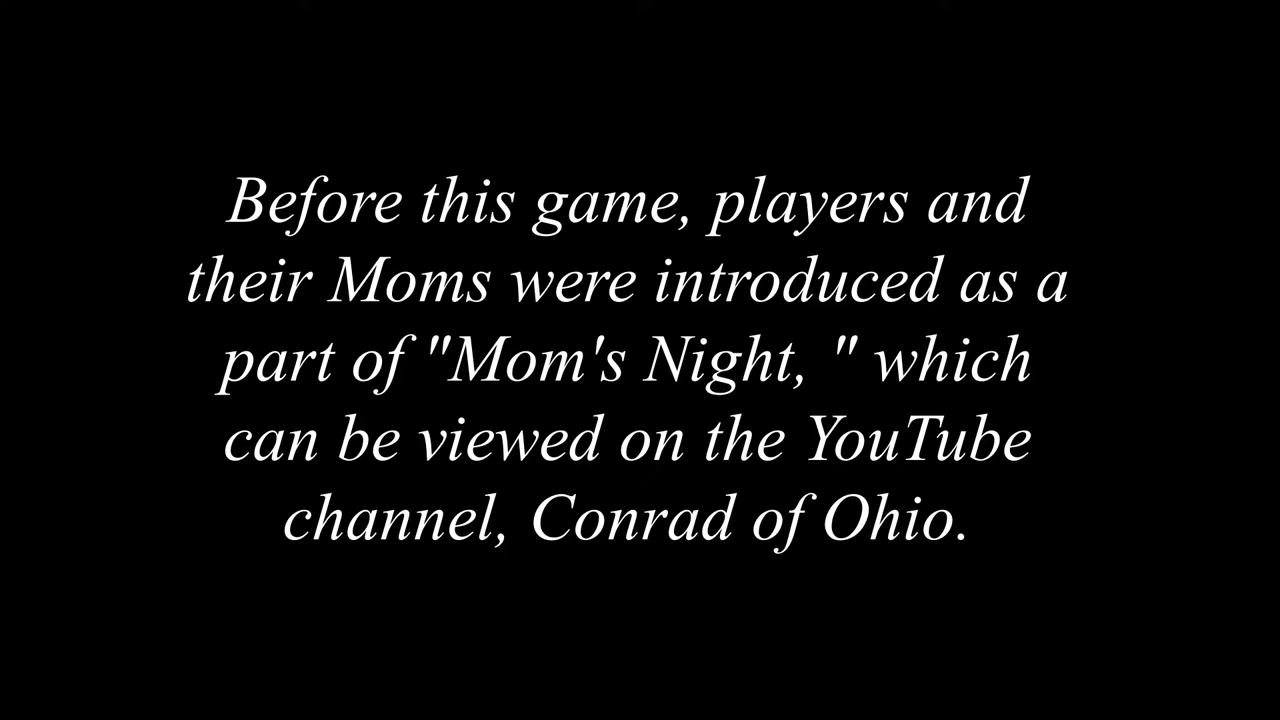 Before this game, players and
their Moms were introduced as a
part of "Mom's Night, " which
can be viewed on the YouTube
channel, Conrad of Ohio.